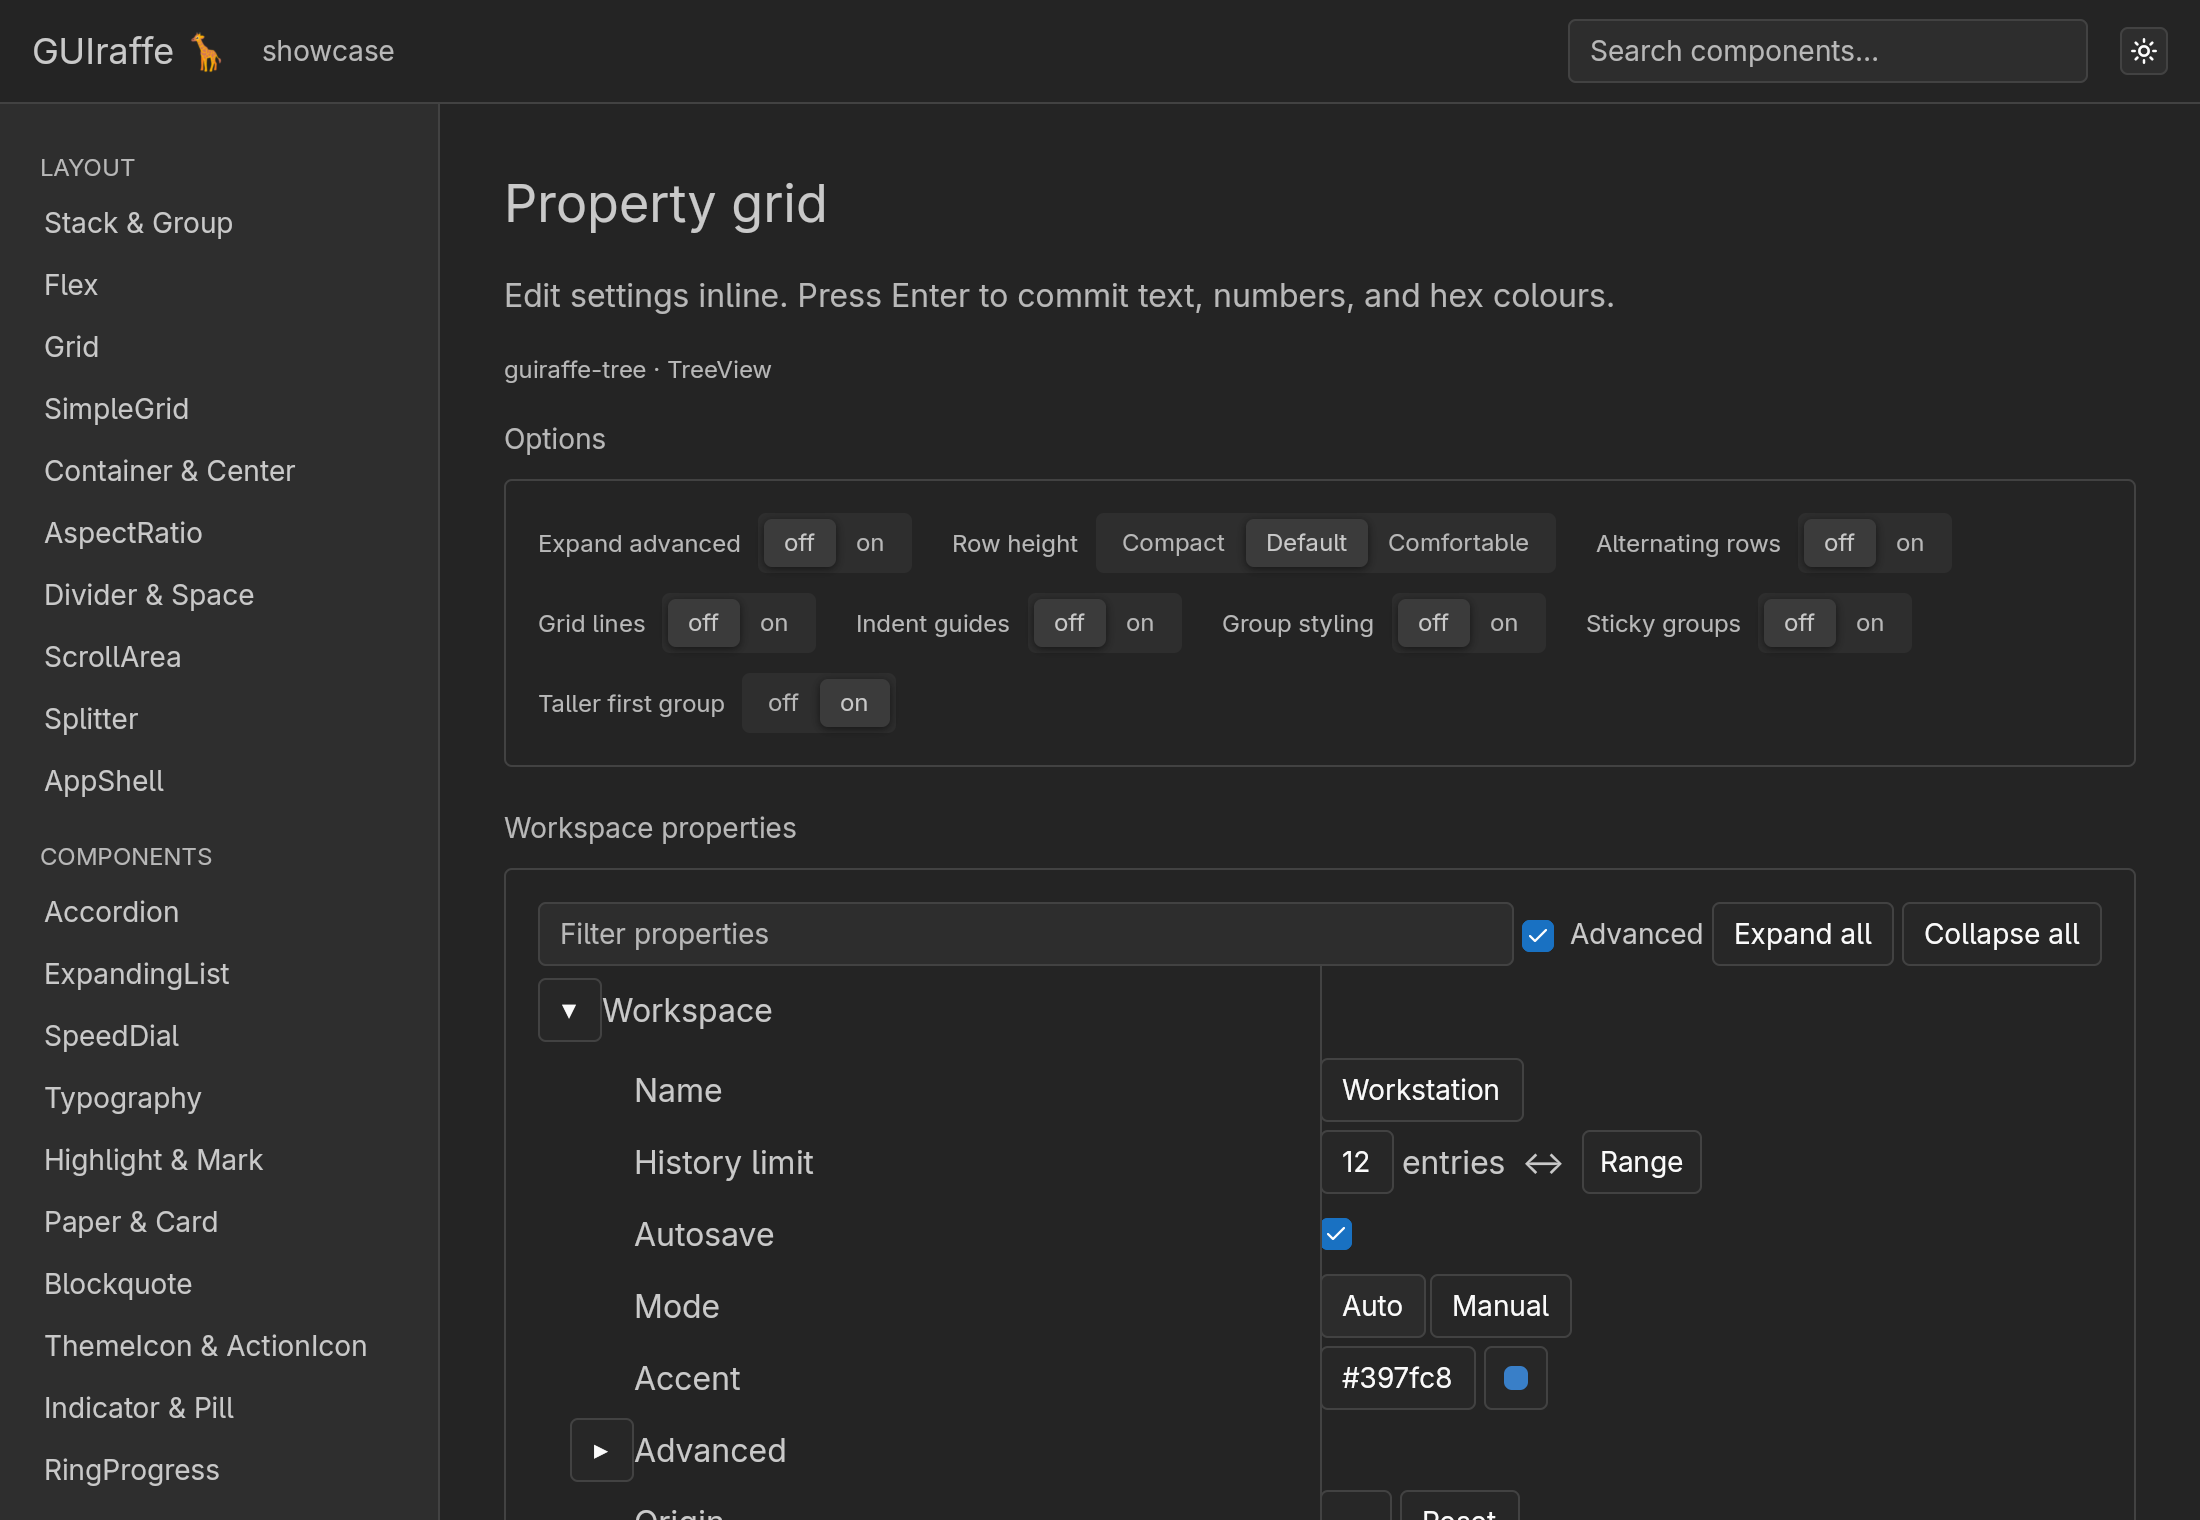 GUIraffe 🦒 showcase
Search components...
LAYOUT
Stack & Group
Flex
Grid
SimpleGrid
Container & Center
AspectRatio
Divider & Space
ScrollArea
Splitter
AppShell
COMPONENTS
Accordion
ExpandingList
SpeedDial
Typography
Highlight & Mark
Paper & Card
Blockquote
ThemeIcon & ActionIcon
Indicator & Pill
RingProgress
Property grid
Edit settings inline. Press Enter to commit text, numbers, and hex colours.
guiraffe-tree · TreeView
Options
Expand advanced off on Row height Compact Default Comfortable Alternating rows off on
Grid lines off on Indent guides off on Group styling off on Sticky groups off on
Taller first group off on
Workspace properties
Filter properties Advanced Expand all Collapse all
▼ Workspace
Name Workstation
History limit 12 entries ↔ Range
Autosave
Mode Auto Manual
Accent #397fc8
▶ Advanced
Origin Reset